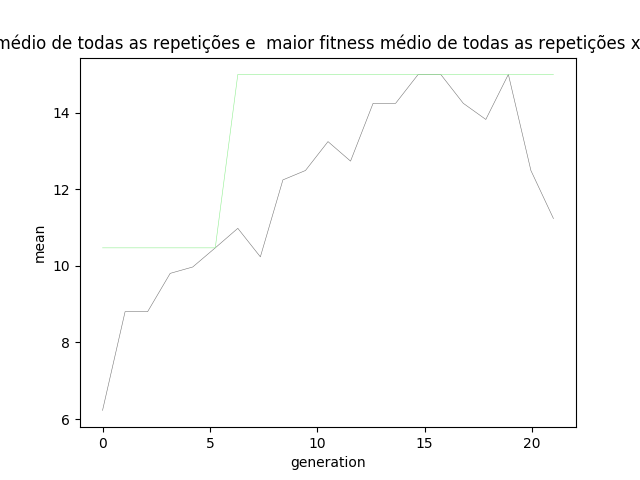 médio de todas as repetições e  maior fitness médio de todas as repetições x
14
12
10
8
6
mean
0 5 10 15 20
generation